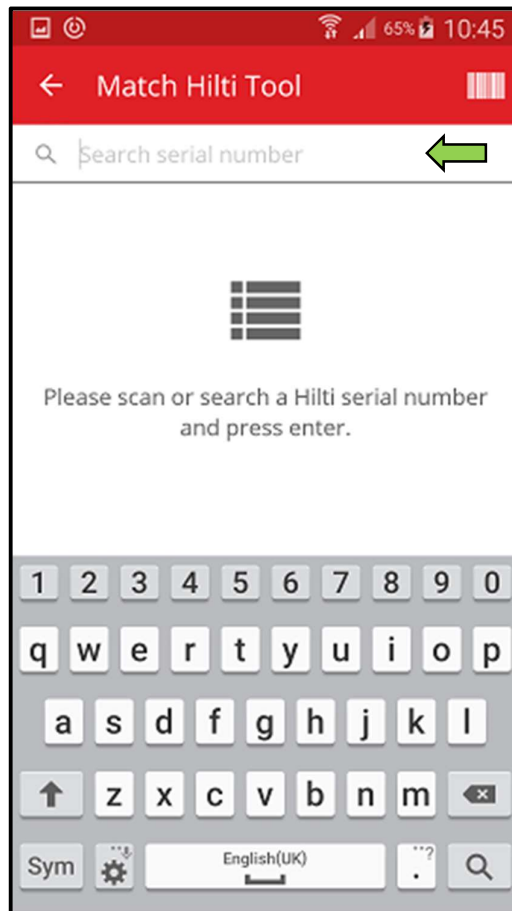 65% 10:45
Match Hilti Tool
Search serial number
Please scan or search a Hilti serial number
and press enter.
1 2 3 4 5 6 7 8 9 0
q w e r t y u i o p
a s d f g h j k l
z x c v b n m
Sym English(UK) . ?